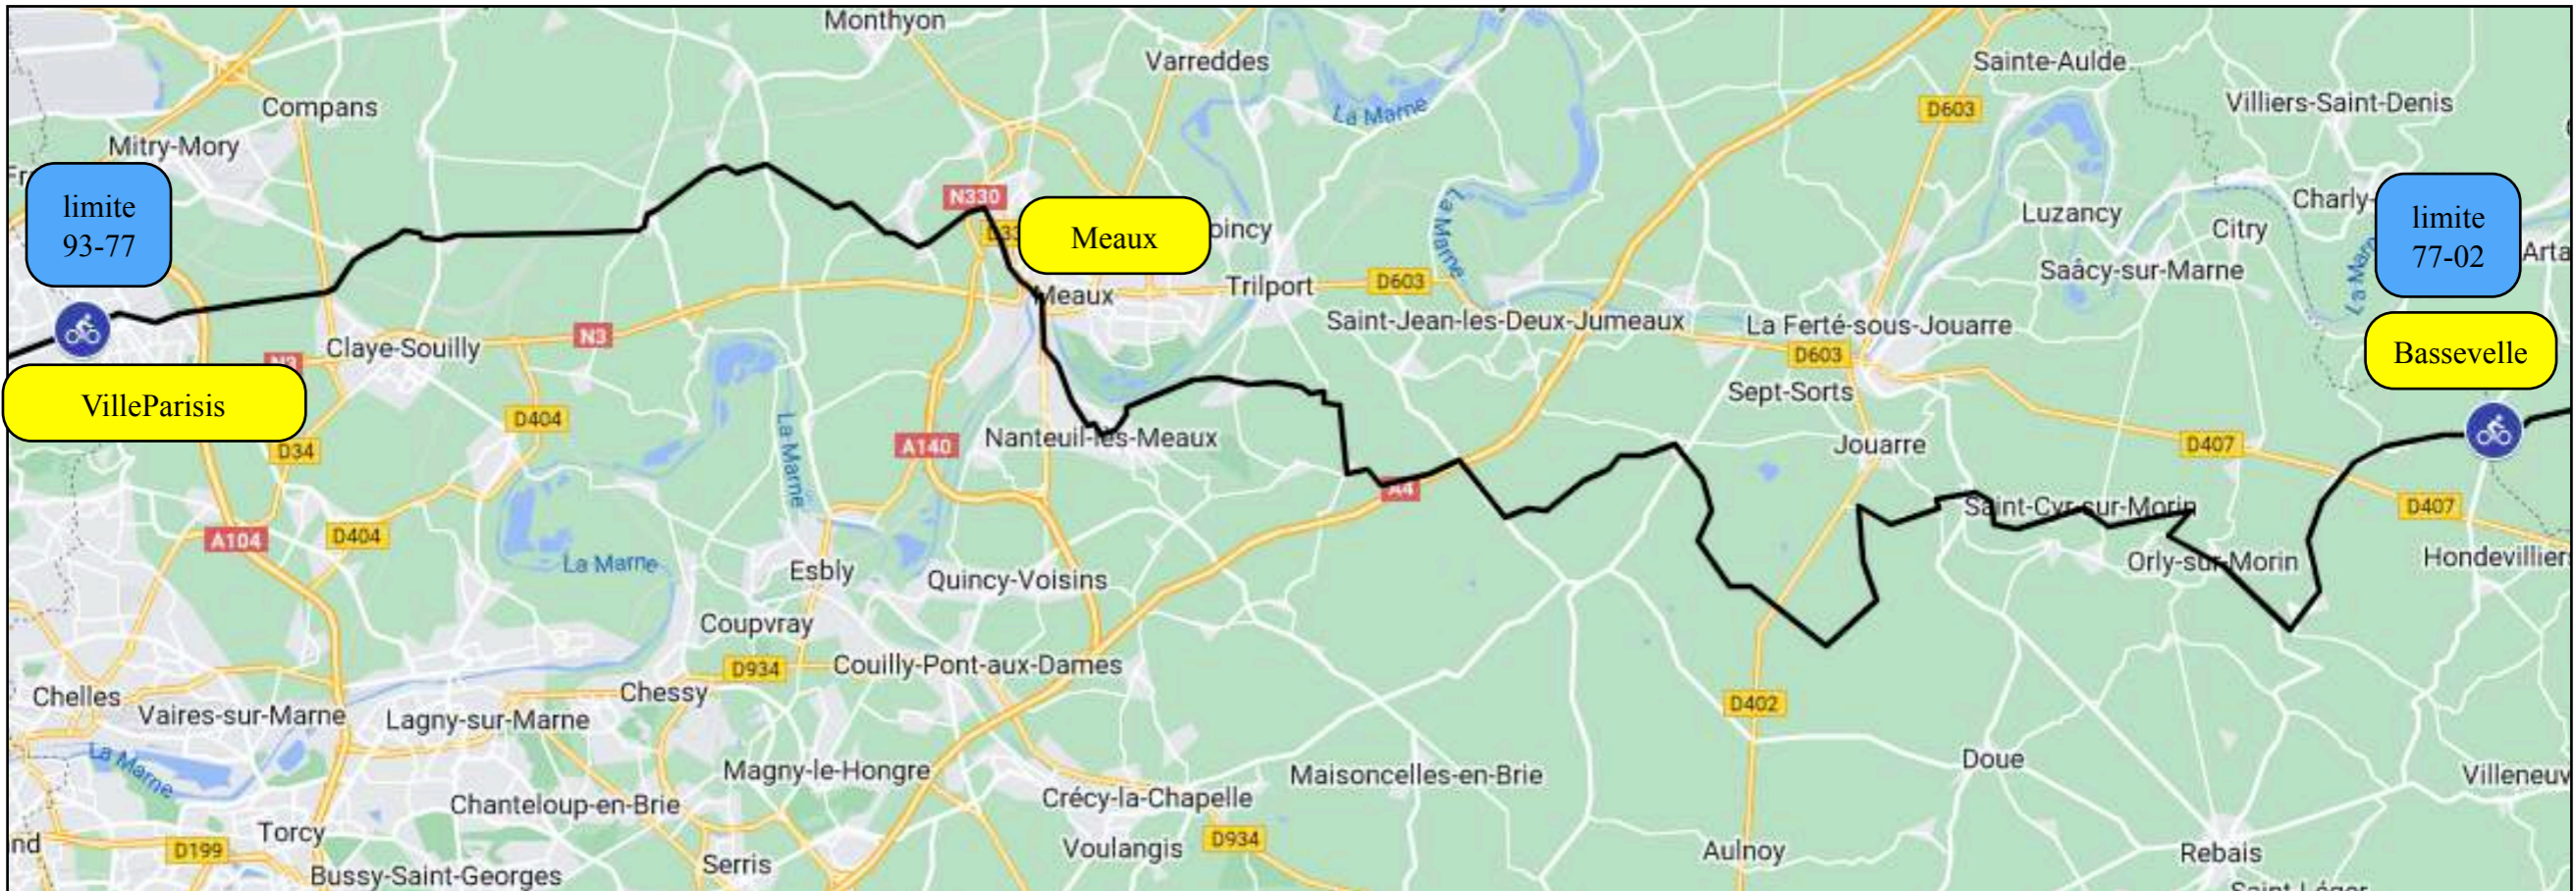 Monthyon
Varreddes
Sainte-Aulde
Compans
La Marne
D603
Villiers-Saint-Denis
Mitry-Mory
limite
93-77
N330
Charly-
limite
77-02
La Marne
Luzancy
Citry
Meaux
Saâcy-sur-Marne
Trilport
D603
Meaux
Saint-Jean-les-Deux-Jumeaux
La Ferté-sous-Jouarre
N3
Claye-Souilly
D603
Bassevelle
Sept-Sorts
VilleParisis
D404
La Marne
D34
A140
Nanteuil-lès-Meaux
Jouarre
D407
A4
Saint-Cyr-sur-Morin
D407
A104
D404
La Marne
Esbly
Quincy-Voisins
Orly-sur-Morin
Hondevillier
Coupvray
D934
Couilly-Pont-aux-Dames
Chelles
Chessy
D402
Vaires-sur-Marne
Lagny-sur-Marne
La Marne
Magny-le-Hongre
Maisoncelles-en-Brie
Doue
Villeneuv
Chanteloup-en-Brie
Crécy-la-Chapelle
Torcy
nd
D199
Voulangis
D934
Aulnoy
Rebais
Serris
Bussy-Saint-Georges